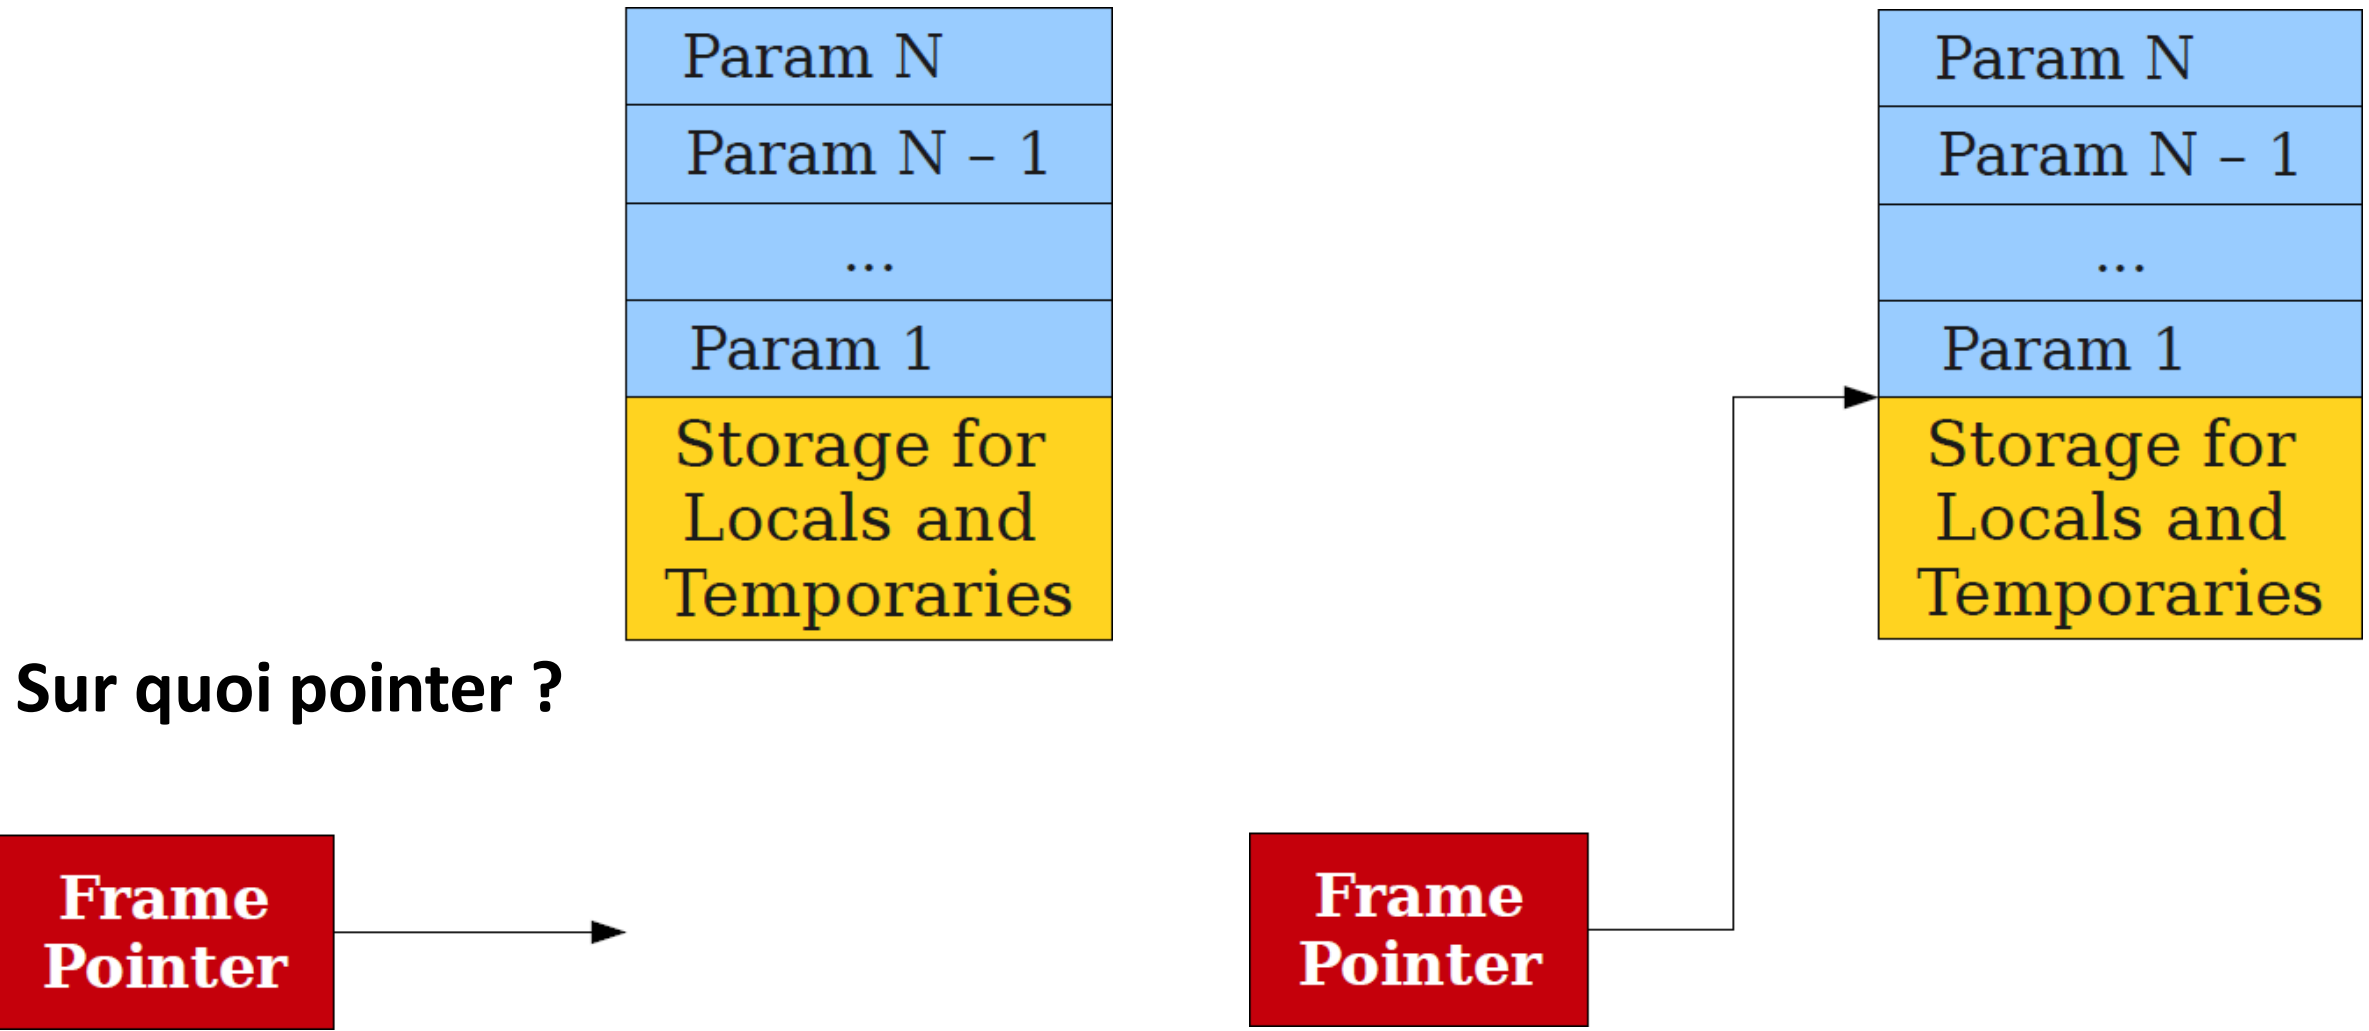 Param N
Param N – 1
...
Param 1
Storage for
Locals and
Temporaries
Sur quoi pointer ?
Frame
Pointer
Param N
Param N – 1
...
Param 1
Storage for
Locals and
Temporaries
Frame
Pointer